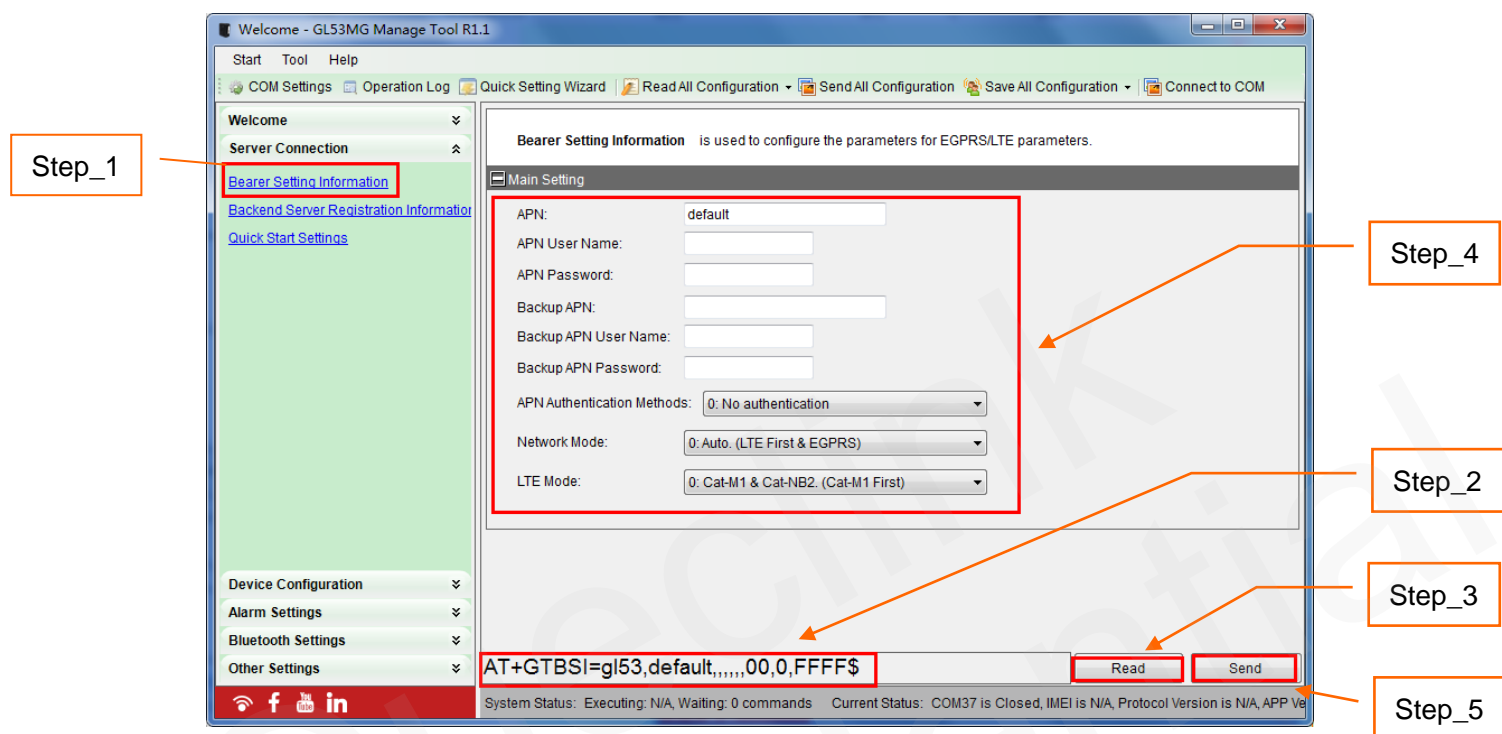 Welcome - GL53MG Manage Tool R1.1
Start Tool Help
COM Settings Operation Log Quick Setting Wizard Read All Configuration Send All Configuration Save All Configuration Connect to COM
Welcome
Server Connection
Bearer Setting Information
Backend Server Registration Information
Quick Start Settings
Step_1
Bearer Setting Information is used to configure the parameters for EGPRS/LTE parameters.
Main Setting
APN: default
APN User Name:
APN Password:
Backup APN:
Backup APN User Name:
Backup APN Password:
APN Authentication Methods: 0: No authentication
Network Mode: 0: Auto. (LTE First & EGPRS)
LTE Mode: 0: Cat-M1 & Cat-NB2. (Cat-M1 First)
Step_4
Step_2
Step_3
Step_5
Device Configuration
Alarm Settings
Bluetooth Settings
Other Settings
AT+GTBSI=gl53,default,,,,,,00,0,FFFF$
Read Send
You
Tube
System Status: Executing: N/A, Waiting: 0 commands Current Status: COM37 is Closed, IMEI is N/A, Protocol Version is N/A, APP Ve